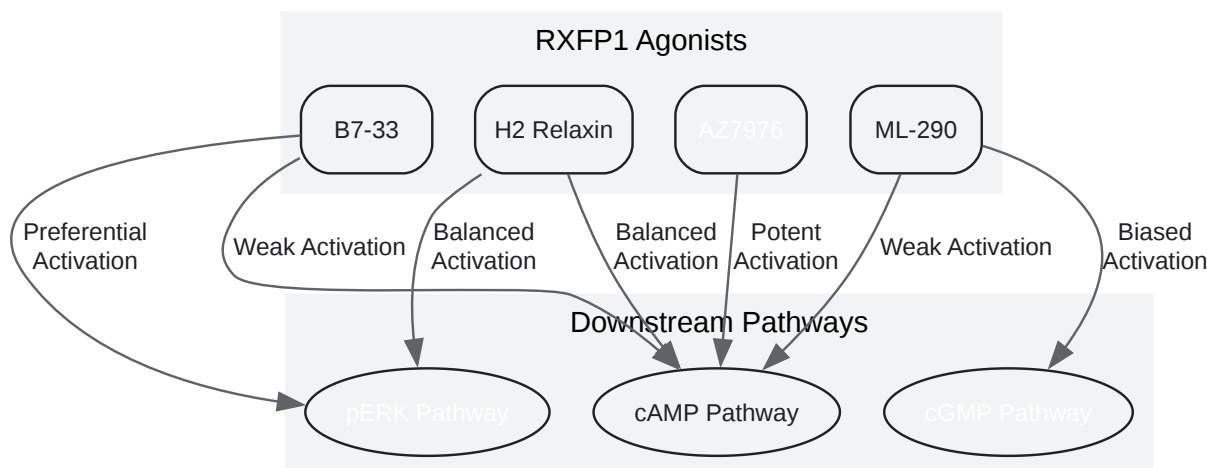 RXFP1 Agonists
B7-33
H2 Relaxin
AZ7976
ML-290
Preferential
Activation
Weak Activation
Balanced
Activation
Balanced
Activation
Potent
Activation
Weak Activation
Biased
Activation
Downstream Pathways
pERK Pathway
cAMP Pathway
cGMP Pathway